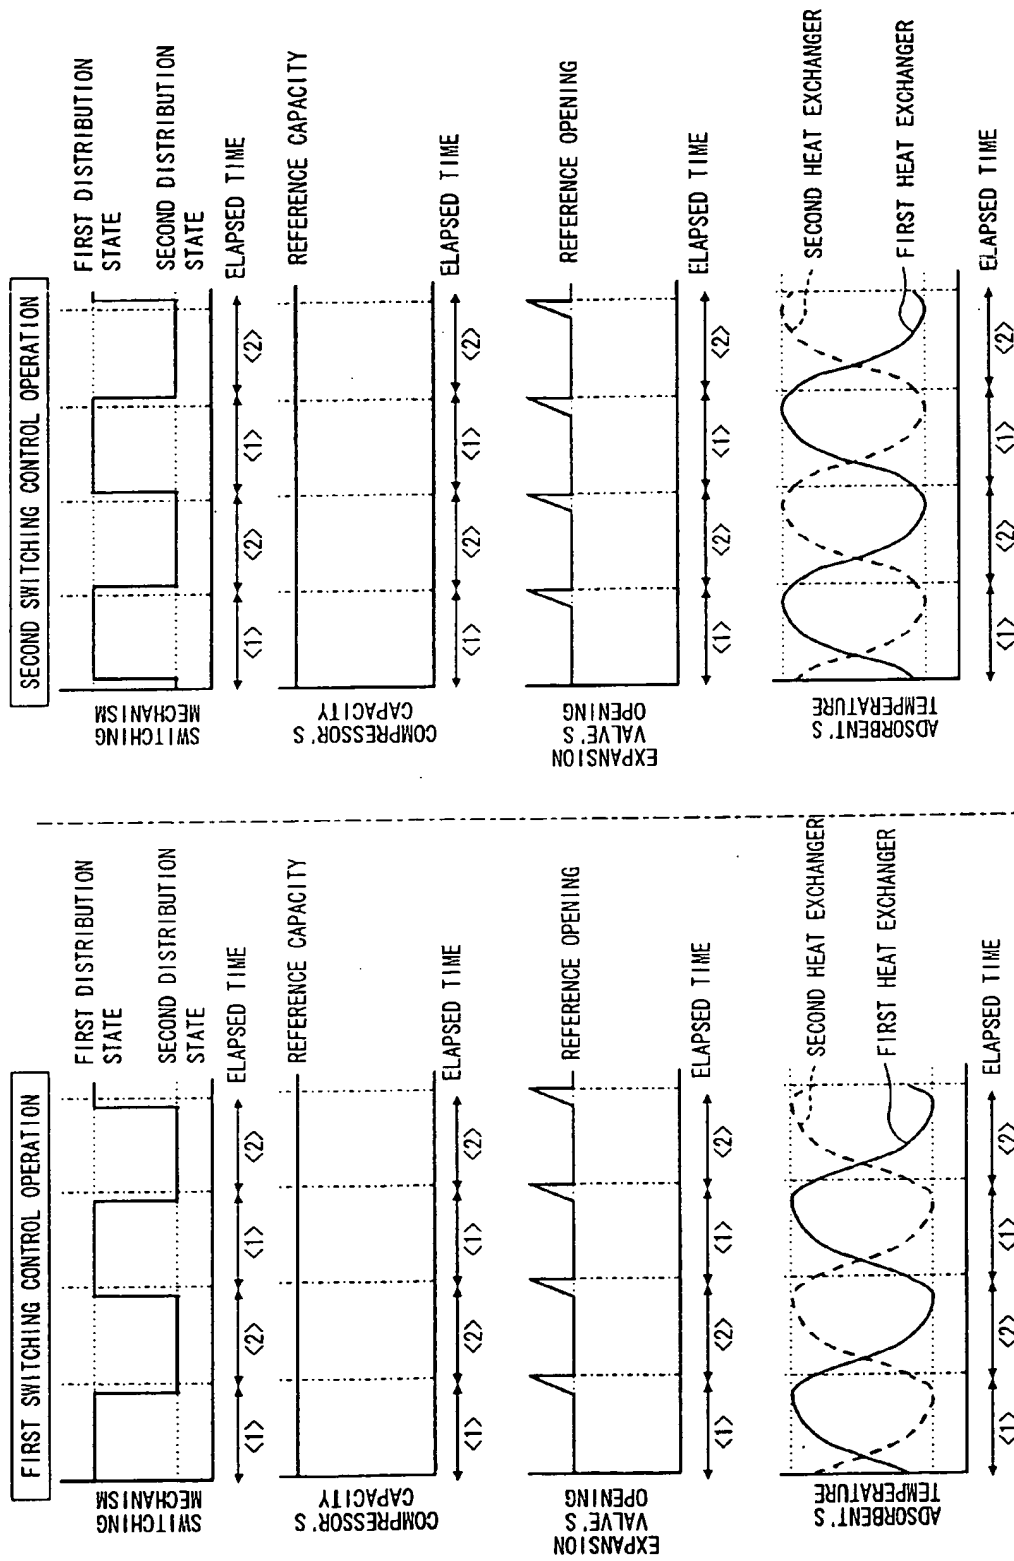 FIRST SWITCHING CONTROL OPERATION
SWITCHING
MECHANISM
FIRST DISTRIBUTION
STATE
SECOND DISTRIBUTION
STATE
ELAPSED TIME
<1>
<2>
<1>
<2>
COMPRESSOR'S
CAPACITY
REFERENCE CAPACITY
ELAPSED TIME
<1>
<2>
<1>
<2>
EXPANSION
VALVE'S
OPENING
REFERENCE OPENING
ELAPSED TIME
<1>
<2>
<1>
<2>
ADSORBENT'S
TEMPERATURE
SECOND HEAT EXCHANGER
FIRST HEAT EXCHANGER
ELAPSED TIME
<1>
<2>
<1>
<2>
SECOND SWITCHING CONTROL OPERATION
SWITCHING
MECHANISM
FIRST DISTRIBUTION
STATE
SECOND DISTRIBUTION
STATE
ELAPSED TIME
<1>
<2>
<1>
<2>
COMPRESSOR'S
CAPACITY
REFERENCE CAPACITY
ELAPSED TIME
<1>
<2>
<1>
<2>
EXPANSION
VALVE'S
OPENING
REFERENCE OPENING
ELAPSED TIME
<1>
<2>
<1>
<2>
ADSORBENT'S
TEMPERATURE
SECOND HEAT EXCHANGER
FIRST HEAT EXCHANGER
ELAPSED TIME
<1>
<2>
<1>
<2>